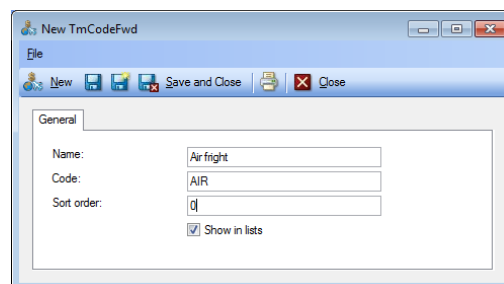 New TmCodeFwd
File
New Save and Close Close
General
Name: Air fright
Code: AIR
Sort order: 0
Show in lists